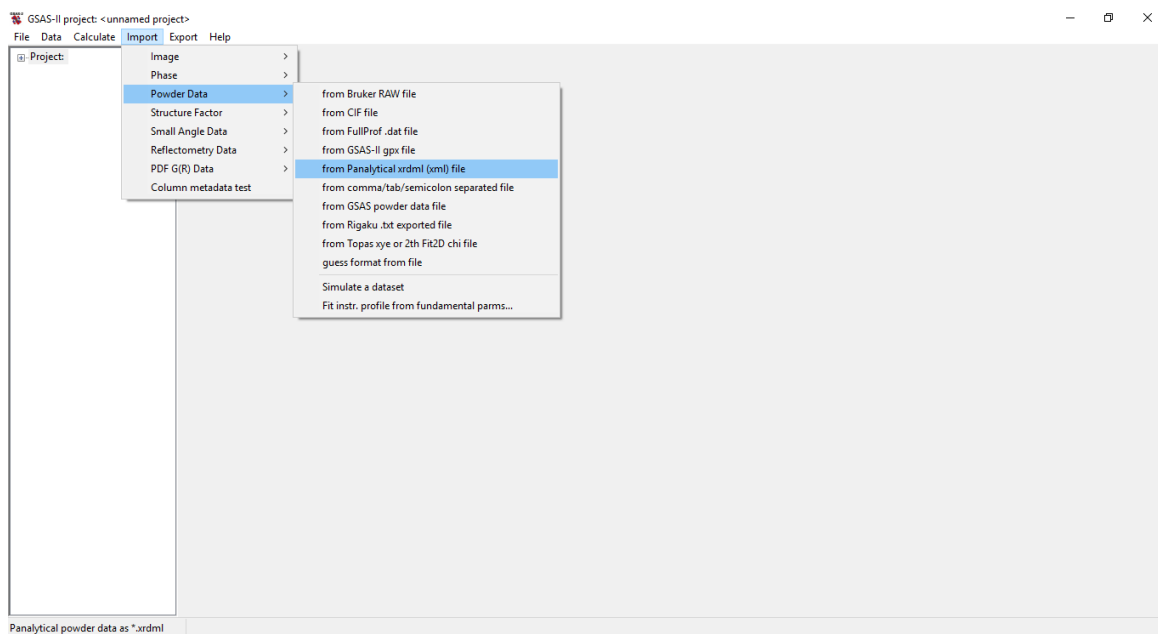 GSAS-II project: <unnamed project>
File Data Calculate Import Export Help
Project:
Image
Phase
Powder Data
Structure Factor
Small Angle Data
Reflectometry Data
PDF G(R) Data
Column metadata test
from Bruker RAW file
from CIF file
from FullProf .dat file
from GSAS-II gpx file
from Panalytical xrdml (xml) file
from comma/tab/semicolon separated file
from GSAS powder data file
from Rigaku .txt exported file
from Topas xye or 2th Fit2D chi file
guess format from file
Simulate a dataset
Fit instr. profile from fundamental parms...
Panalytical powder data as *.xrdml